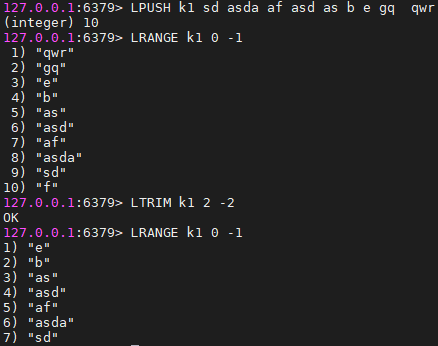 127.0.0.1:6379> LPUSH k1 sd asda af asd as b e gq  qwr
(integer) 10
127.0.0.1:6379> LRANGE k1 0 -1
 1) "qwr"
 2) "gq"
 3) "e"
 4) "b"
 5) "as"
 6) "asd"
 7) "af"
 8) "asda"
 9) "sd"
10) "f"
127.0.0.1:6379> LTRIM k1 2 -2
OK
127.0.0.1:6379> LRANGE k1 0 -1
1) "e"
2) "b"
3) "as"
4) "asd"
5) "af"
6) "asda"
7) "sd"